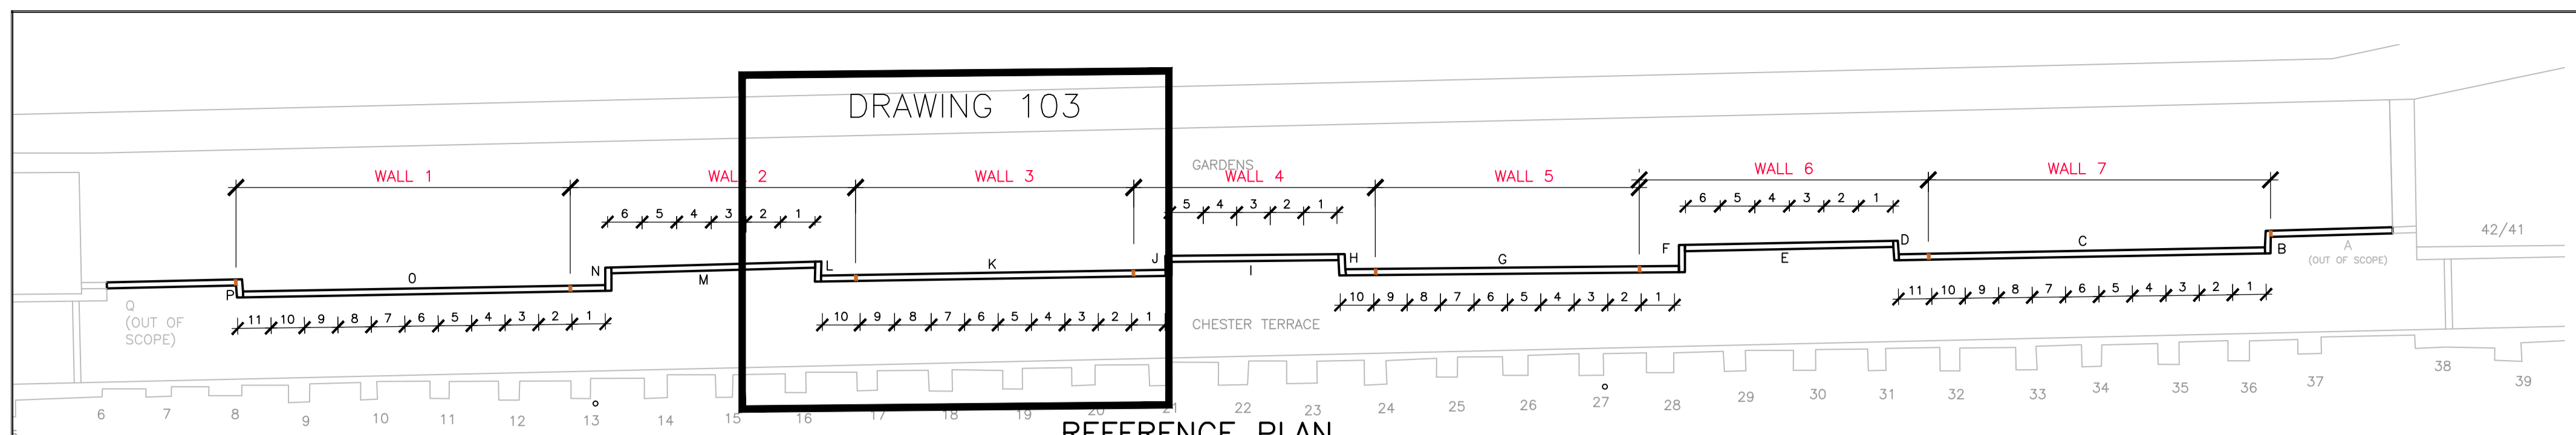 DRAWING 103
GARDENS
WALL 1 WALL 2 WALL 3 WALL 4 WALL 5 WALL 6 WALL 7
6 5 4 3 2 1
5 4 3 2 1
6 5 4 3 2 1
42/41
Q
(OUT OF
SCOPE)
P O N M L K J I H G F E D C B A
(OUT OF SCOPE)
11 10 9 8 7 6 5 4 3 2 1
10 9 8 7 6 5 4 3 2 1
10 9 8 7 6 5 4 3 2 1
11 10 9 8 7 6 5 4 3 2 1
CHESTER TERRACE
6 7 8 9 10 11 12 13 14 15 16 17 18 19 20 21 22 23 24 25 26 27 28 29 30 31 32 33 34 35 36 37 38 39
REFERENCE PLAN